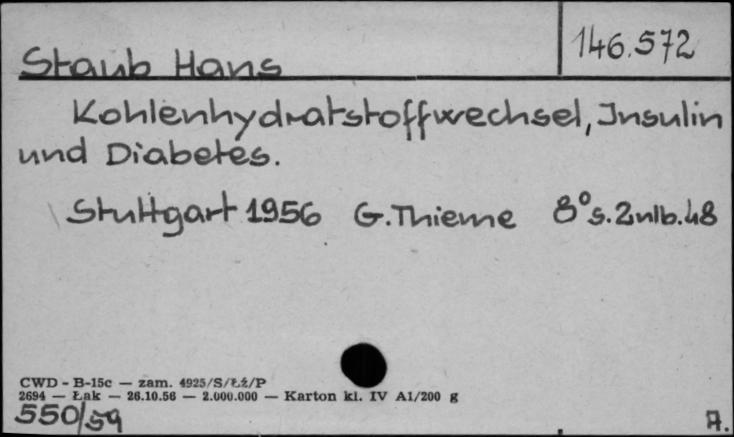 146.572
Staub Hans
Kohlenhydratstoffwechsel, Insulin
und Diabetes.
Stuttgart 1956 G. Thieme 8° s. 2nlb. 48
CWD - B-15c — zam. 4925/S/Łż/P
2694 — Łak — 26.10.56 — 2.000.000 — Karton kl. IV A1/200 g
550/59
A.